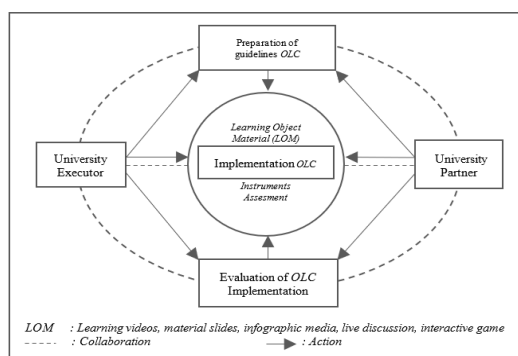 Preparation of
guidelines OLC
Learning Object
Material (LOM)
University
Executor
Implementation OLC
University
Partner
Instruments
Assesment
Evaluation of OLC
Implementation
LOM : Learning videos, material slides, infographic media, live discussion, interactive game
: Collaboration : Action